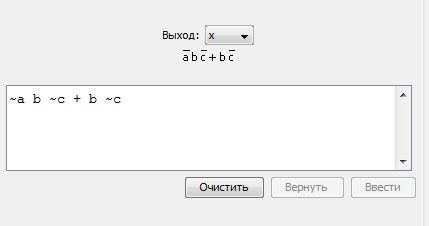 Выход: x
a̅ b c̅ + b c̅
~a b ~c + b ~c
Очистить Вернуть Ввести